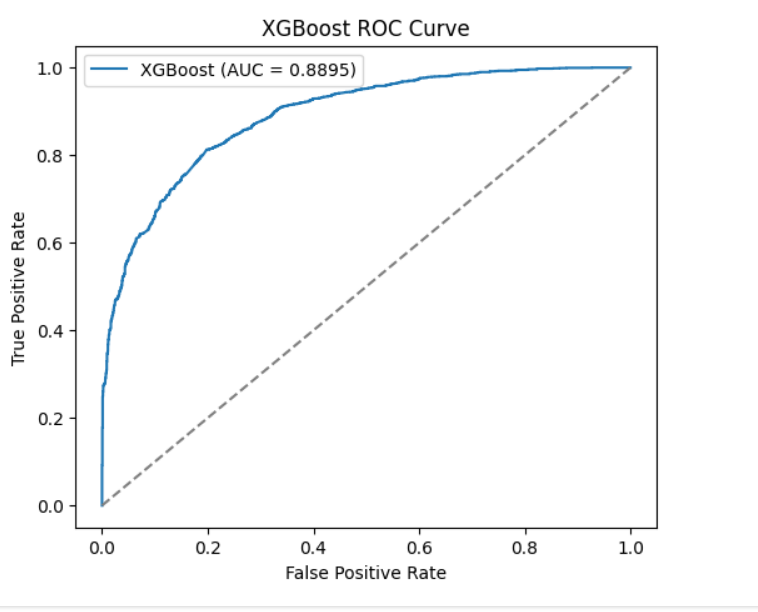 XGBoost ROC Curve
XGBoost (AUC = 0.8895)
1.0
0.8
0.6
0.4
0.2
0.0
True Positive Rate
0.0 0.2 0.4 0.6 0.8 1.0
False Positive Rate